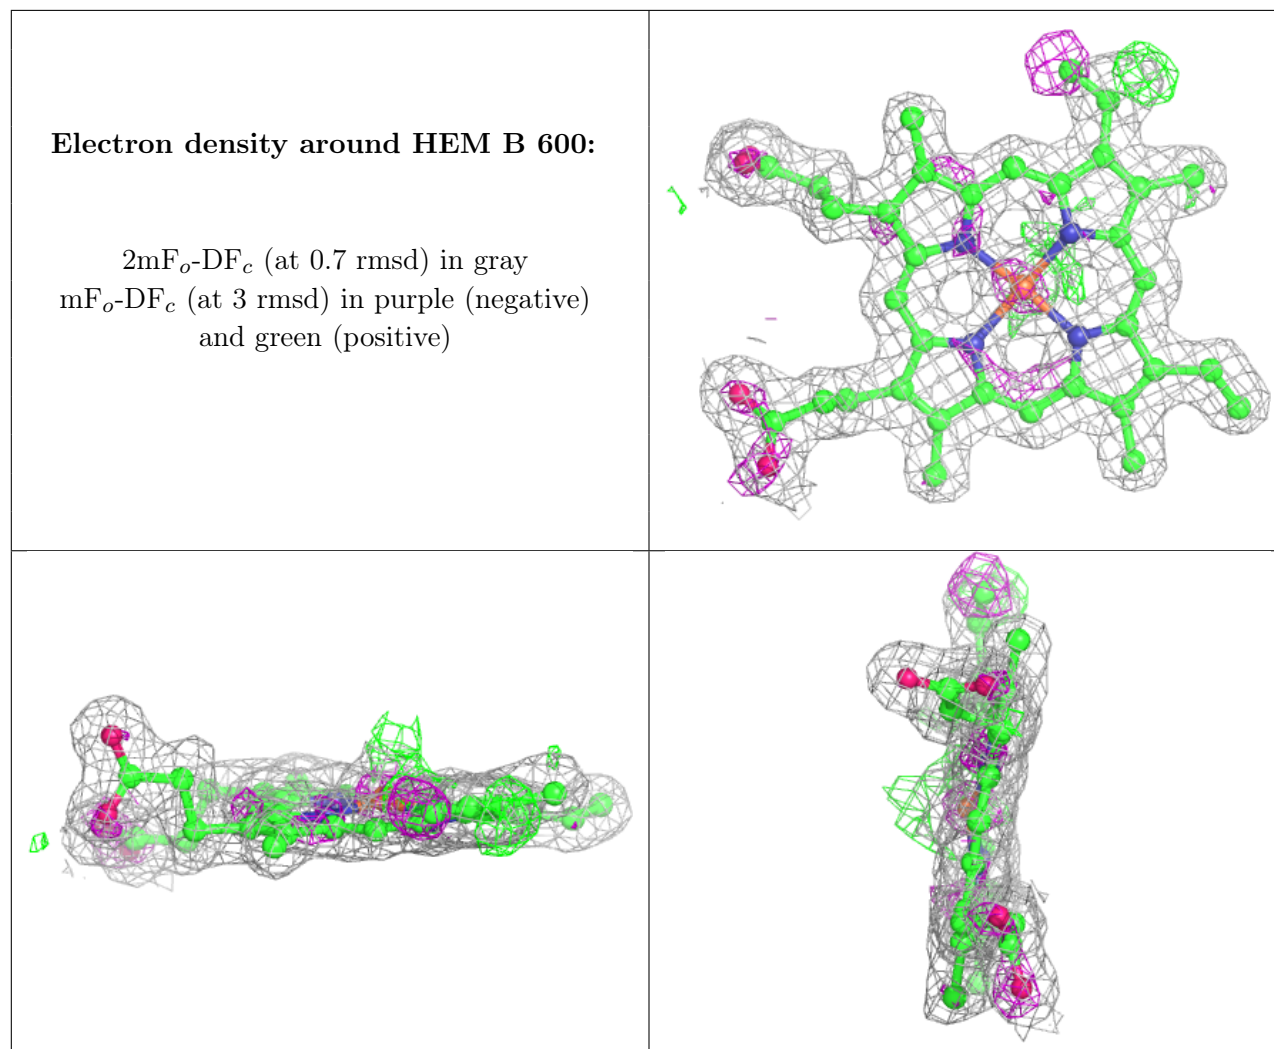 Electron density around HEM B 600:
2mFo-DFc (at 0.7 rmsd) in gray
mFo-DFc (at 3 rmsd) in purple (negative)
and green (positive)